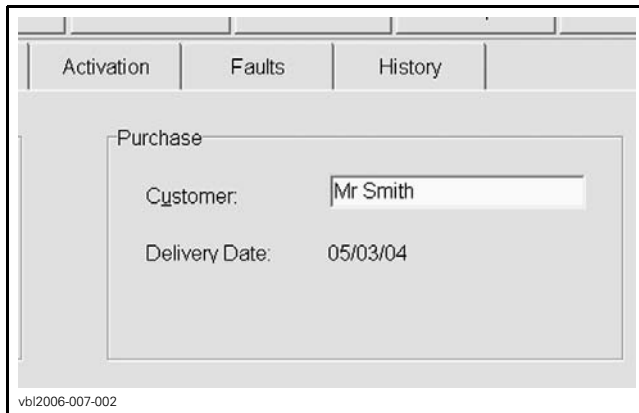 Activation Faults History
Purchase
Customer: Mr Smith
Delivery Date: 05/03/04
vbl2006-007-002